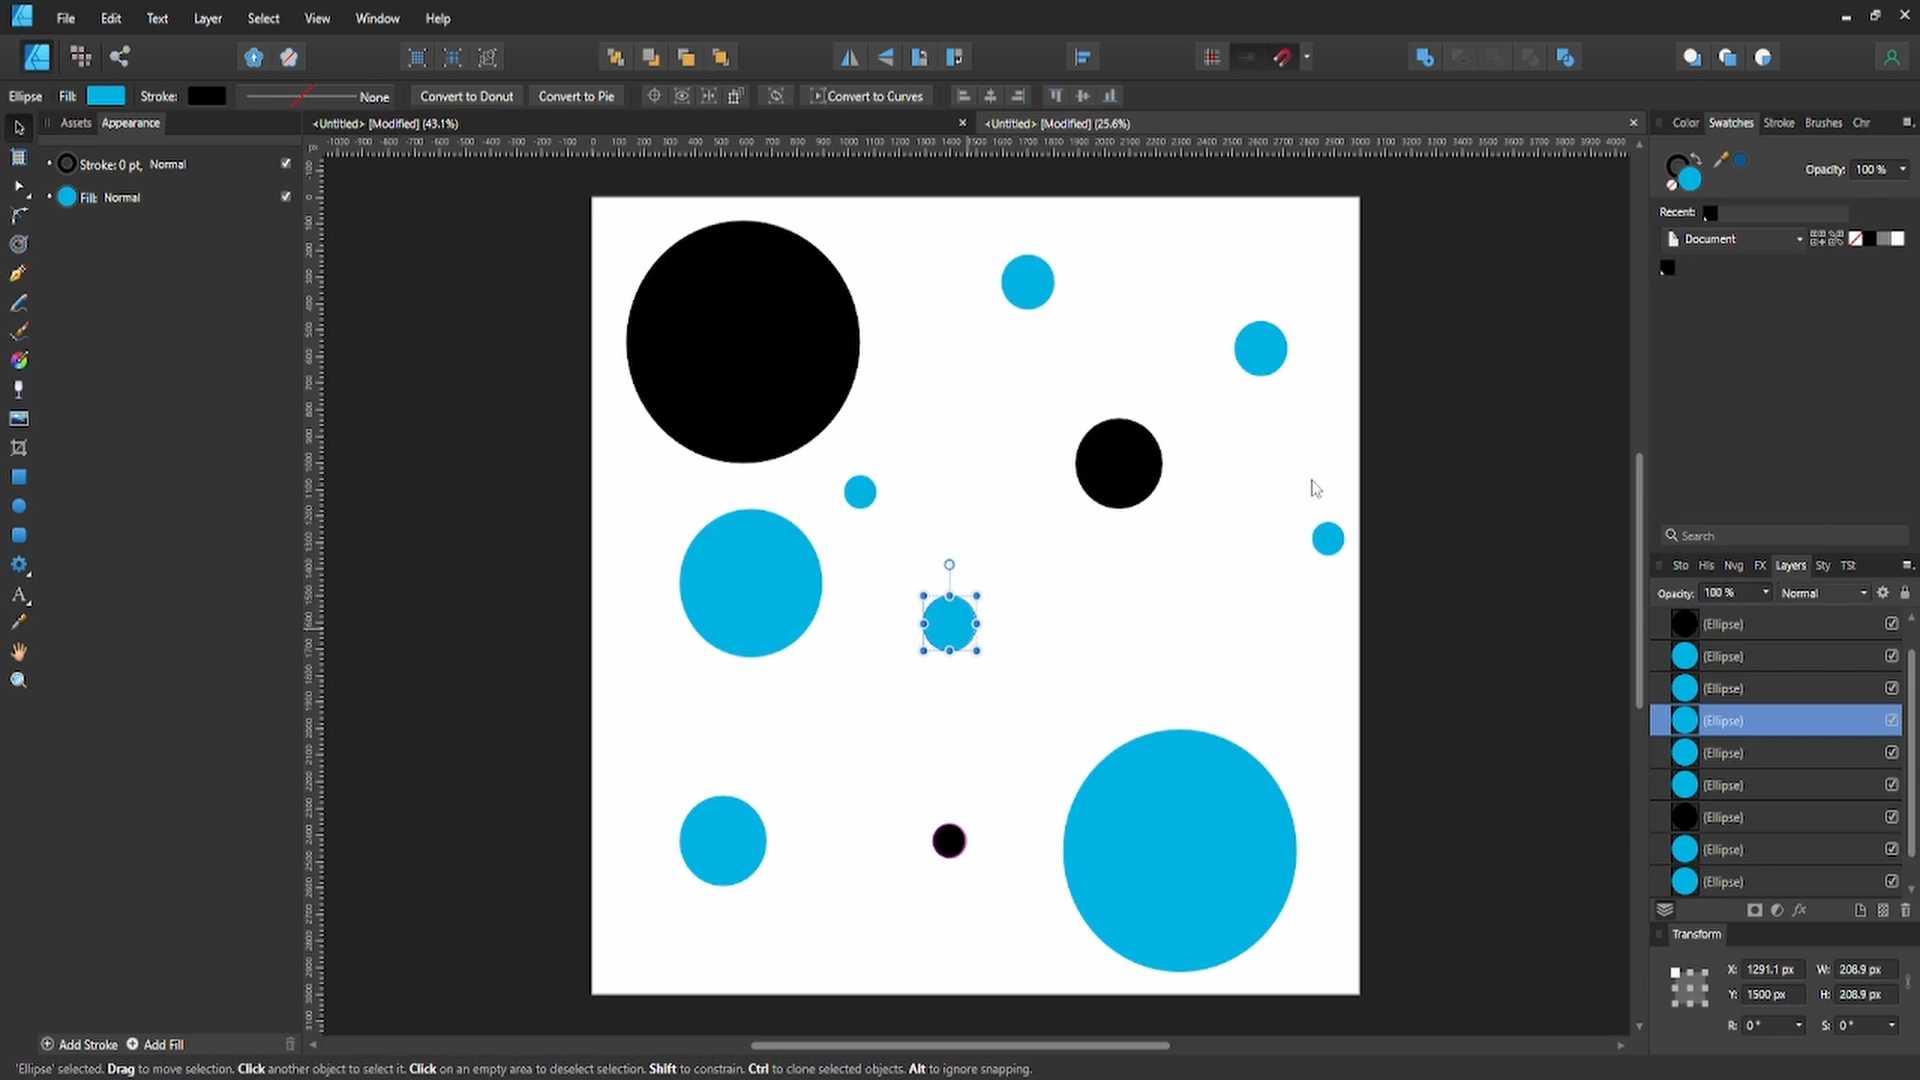 File Edit Text Layer Select View Window Help
Ellipse Fill: Stroke: None Convert to Donut Convert to Pie Convert to Curves
Assets Appearance
<Untitled> [Modified] (43.1%)
<Untitled> [Modified] (25.6%)
Color Swatches Stroke Brushes Chr
Stroke: 0 pt, Normal
Fill: Normal
px
Opacity: 100 %
Recent:
Document
Search
Sto His Nvg FX Layers Sty TSt
Opacity: 100 % Normal
(Ellipse)
(Ellipse)
(Ellipse)
(Ellipse)
(Ellipse)
(Ellipse)
(Ellipse)
(Ellipse)
(Ellipse)
Transform
X: 1291.1 px W: 208.9 px
Y: 1500 px H: 208.9 px
R: 0 ° S: 0 °
Add Stroke Add Fill
'Ellipse' selected. Drag to move selection. Click another object to select it. Click on an empty area to deselect selection. Shift to constrain. Ctrl to clone selected objects. Alt to ignore snapping.